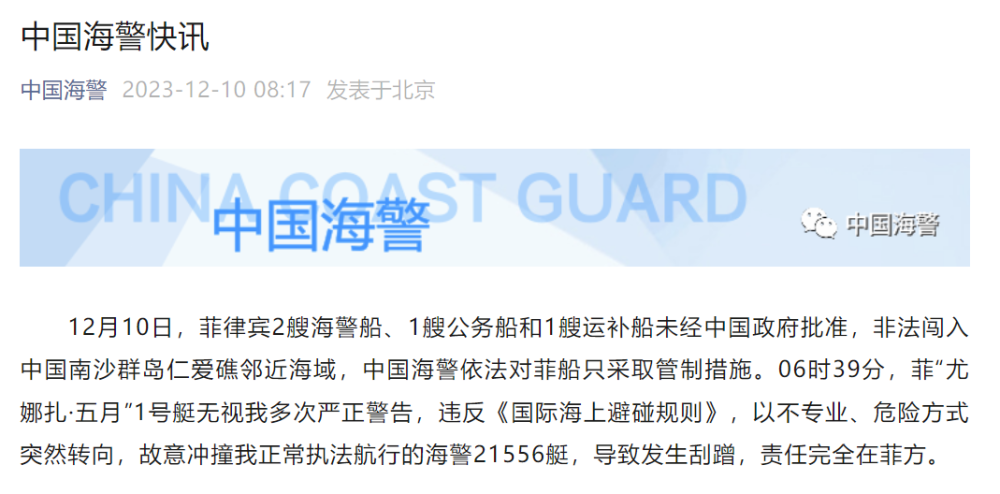 中国海警快讯
中国海警 2023-12-10 08:17 发表于北京
CHINA COAST GUARD
中国海警
中国海警
12月10日，菲律宾2艘海警船、1艘公务船和1艘运补船未经中国政府批准，非法闯入
中国南沙群岛仁爱礁邻近海域，中国海警依法对菲船只采取管制措施。06时39分，菲“尤
娜扎·五月”1号艇无视我多次严正警告，违反《国际海上避碰规则》，以不专业、危险方式
突然转向，故意冲撞我正常执法航行的海警21556艇，导致发生刮蹭，责任完全在菲方。